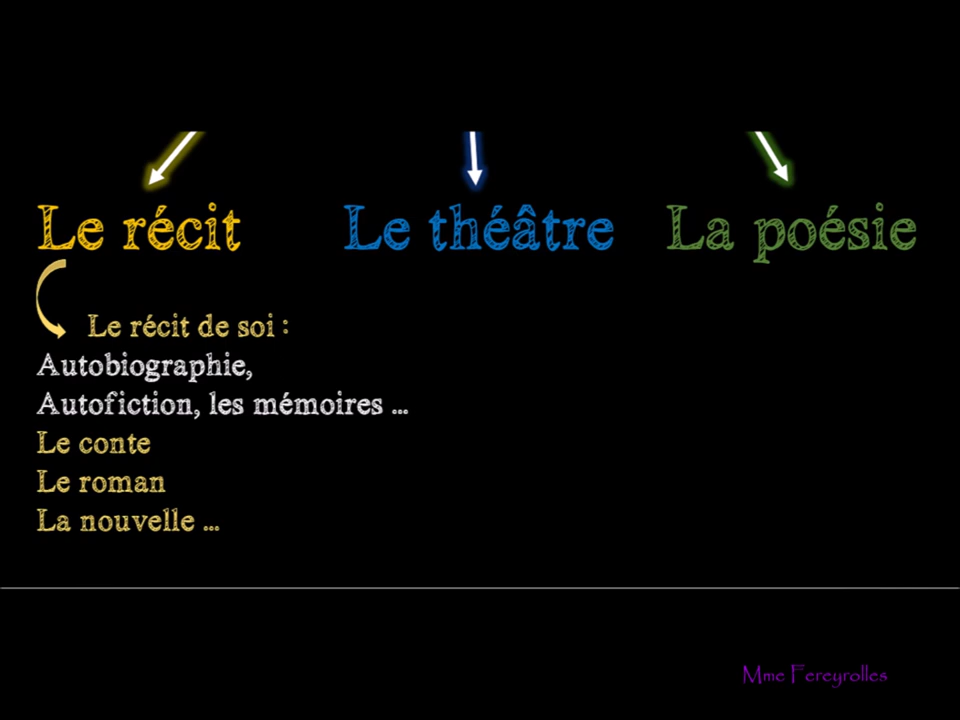 Le récit Le théâtre La poésie
Le récit de soi :
Autobiographie,
Autofiction, les mémoires ...
Le conte
Le roman
La nouvelle ...
Mme Fereyrolles